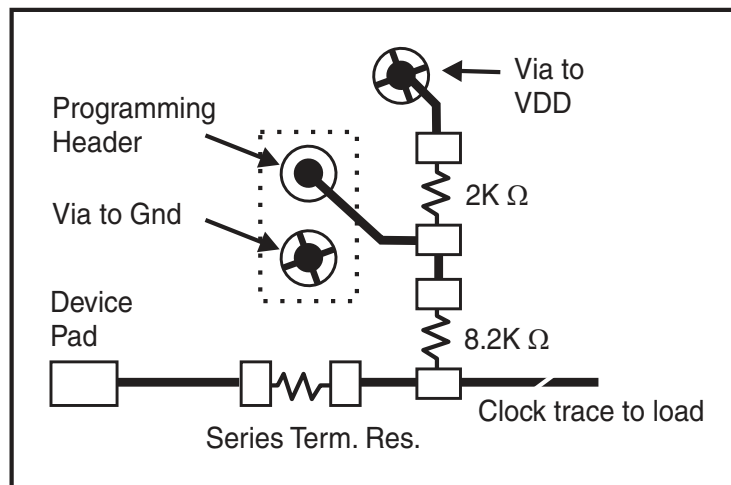 Via to
VDD
Programming
Header
2K Ω
Via to Gnd
Device
Pad
8.2K Ω
Clock trace to load
Series Term. Res.